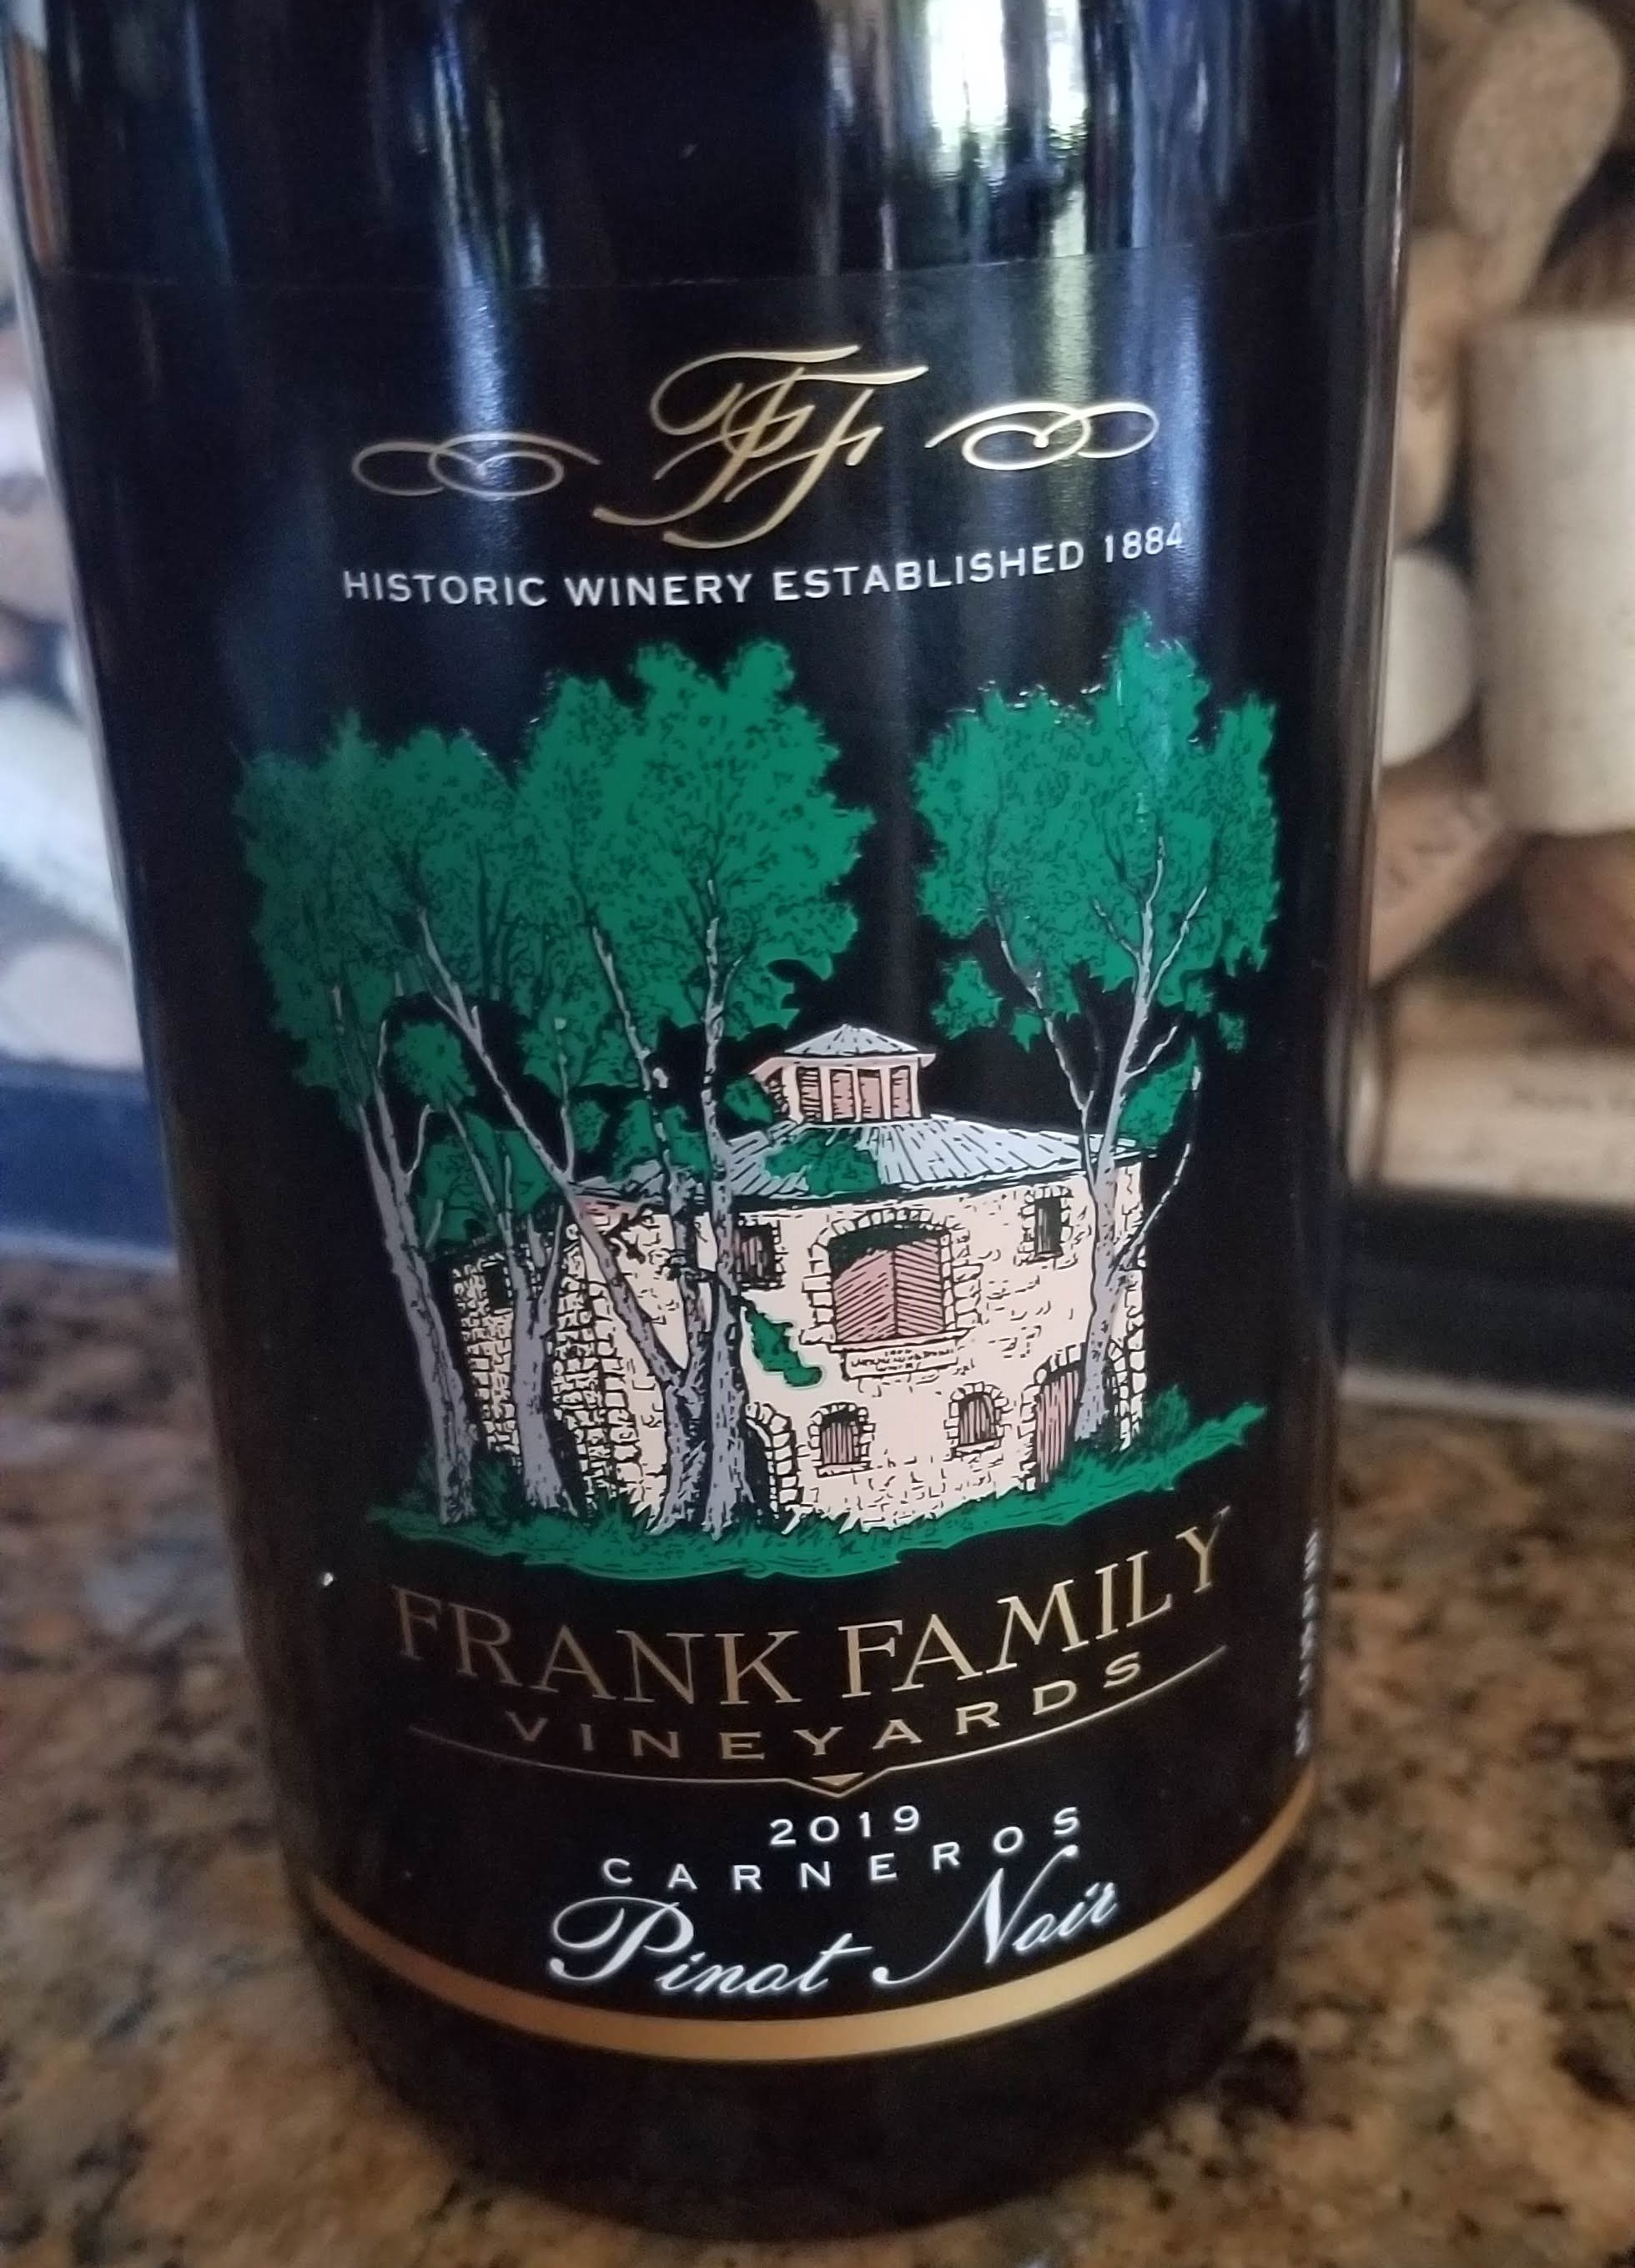 FF
HISTORIC WINERY ESTABLISHED 1884
FRANK FAMILY
VINEYARDS
2019
CARNEROS
Pinot Noir